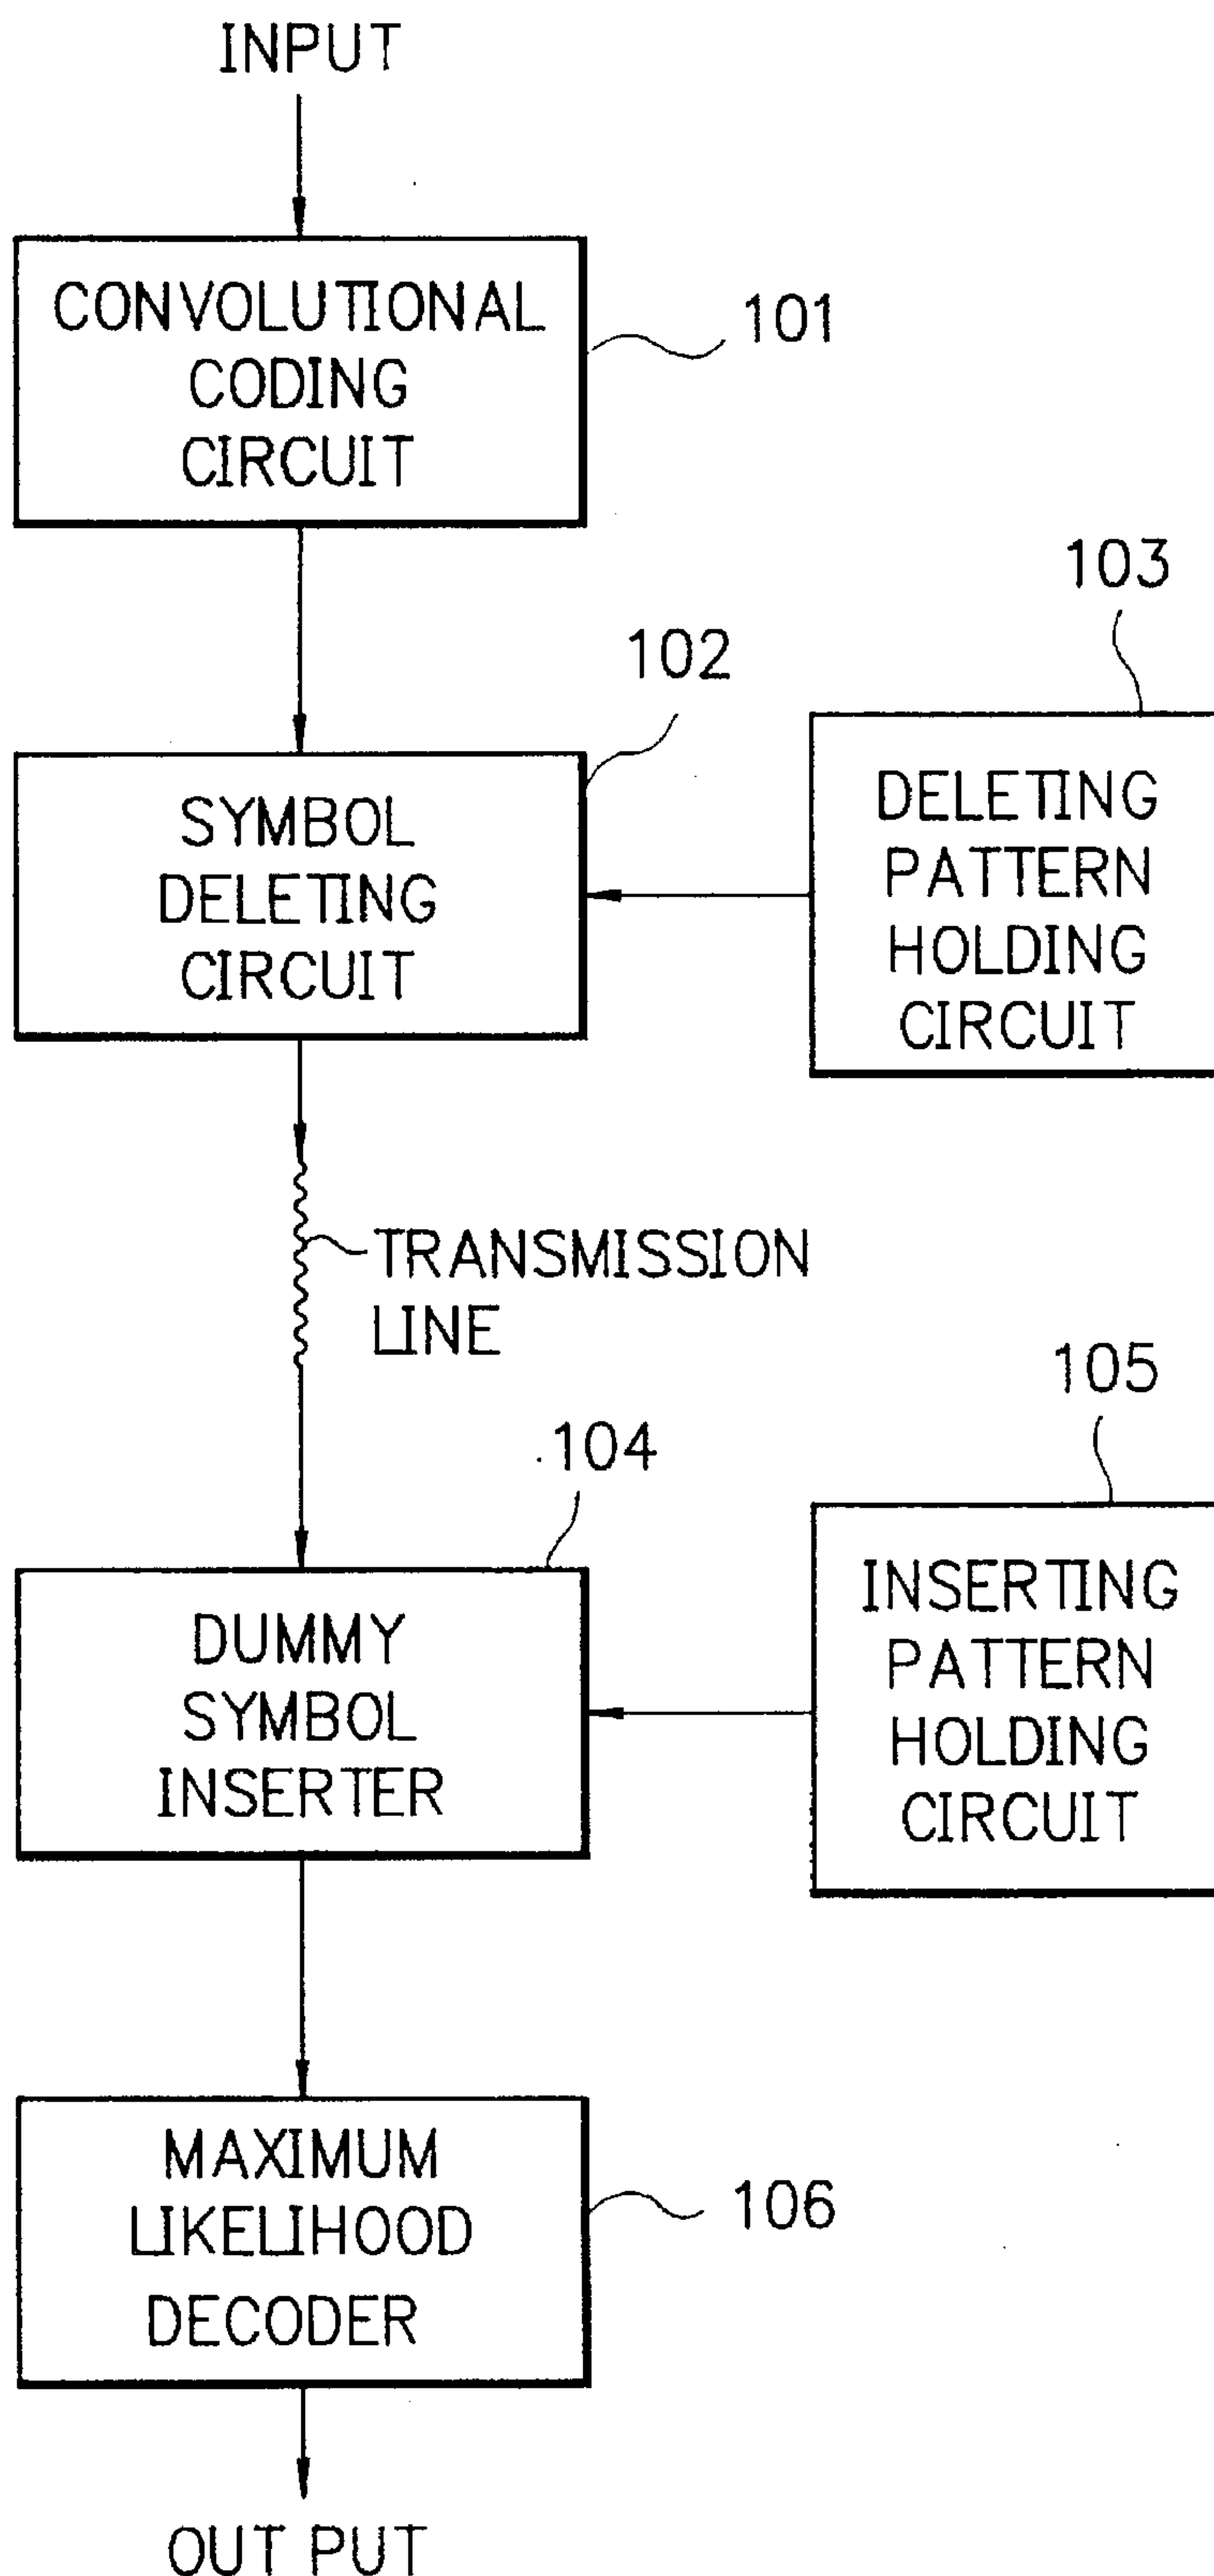 INPUT
CONVOLUTIONAL
CODING
CIRCUIT
101
103
102
SYMBOL
DELETING
CIRCUIT
DELETING
PATTERN
HOLDING
CIRCUIT
TRANSMISSION
LINE
105
104
DUMMY
SYMBOL
INSERTER
INSERTING
PATTERN
HOLDING
CIRCUIT
MAXIMUM
LIKELIHOOD
DECODER
106
OUT PUT